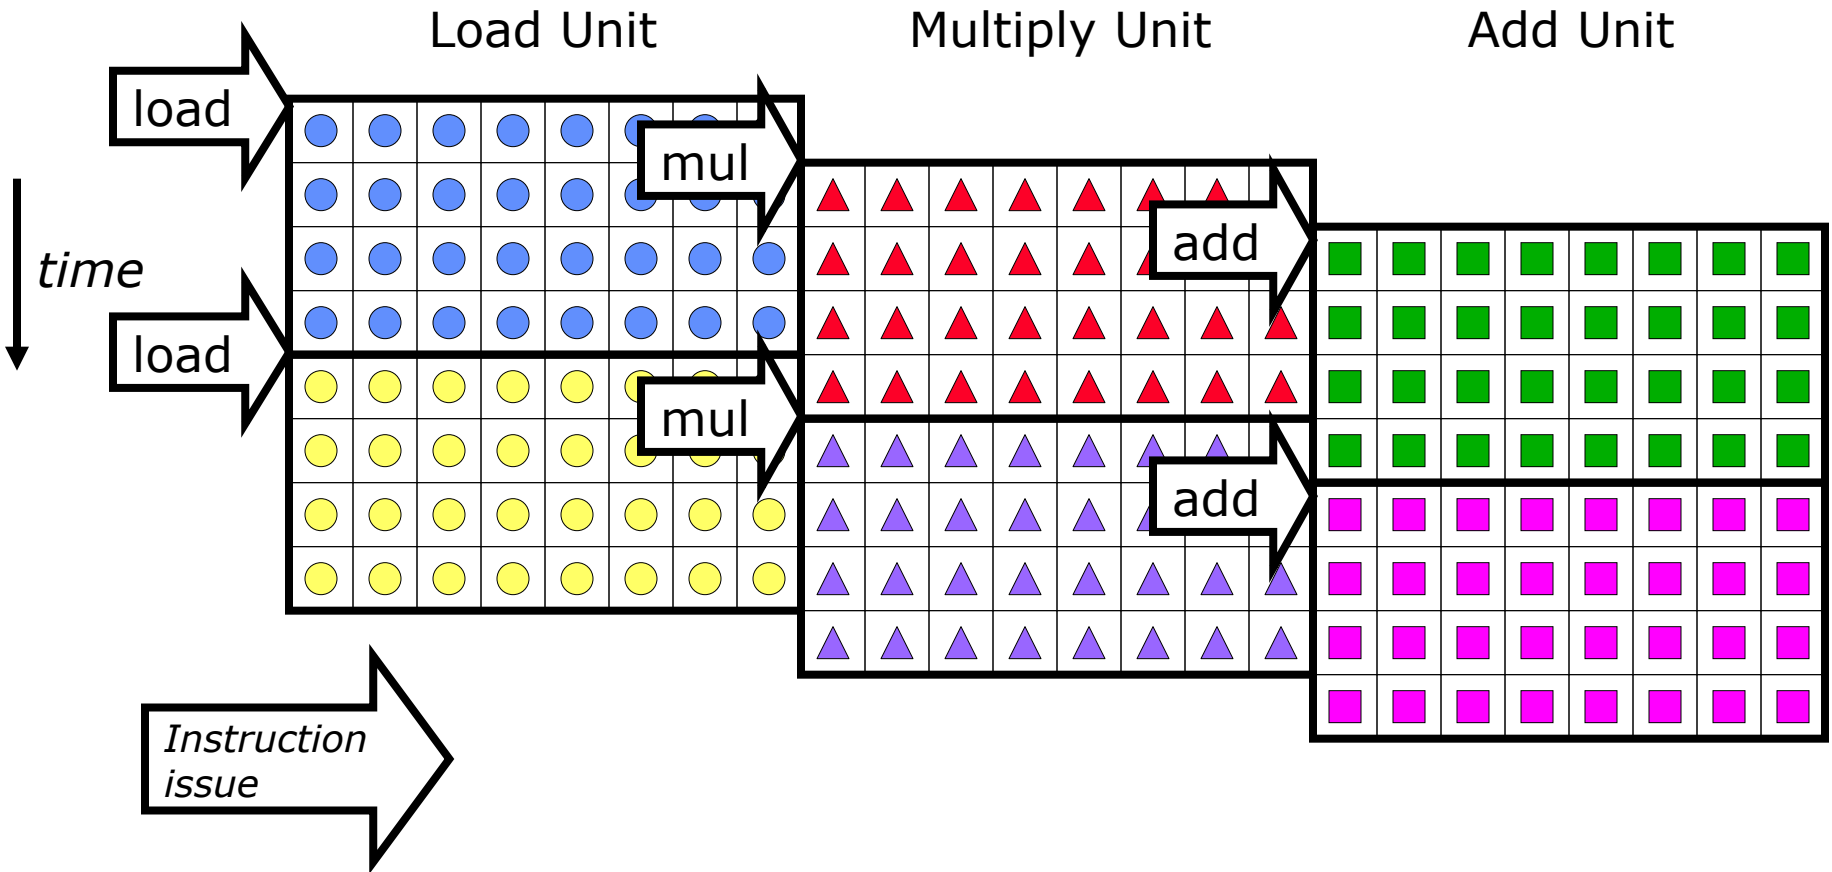 Load Unit
Multiply Unit
Add Unit
load
mul
add
time
load
mul
add
Instruction
issue